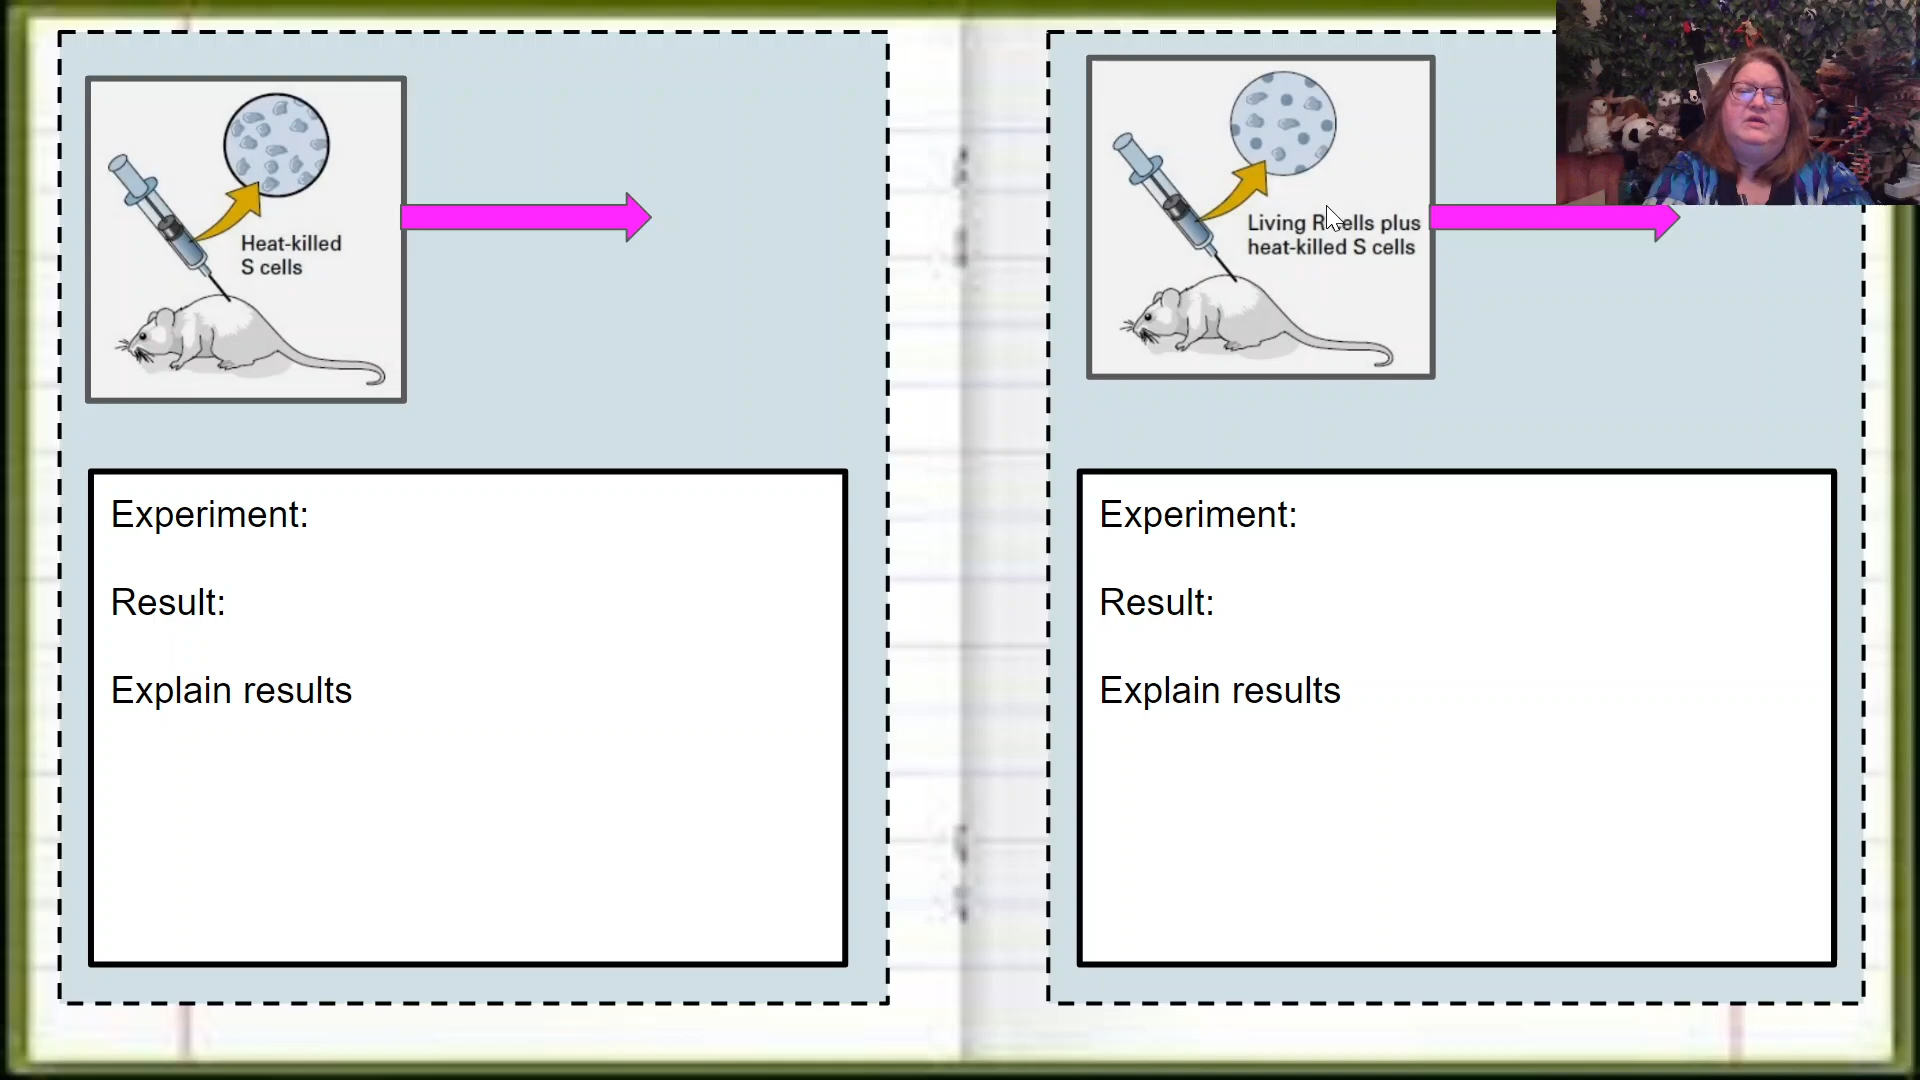 Heat-killed
S cells
Experiment:
Result:
Explain results
Living R cells plus
heat-killed S cells
Experiment:
Result:
Explain results